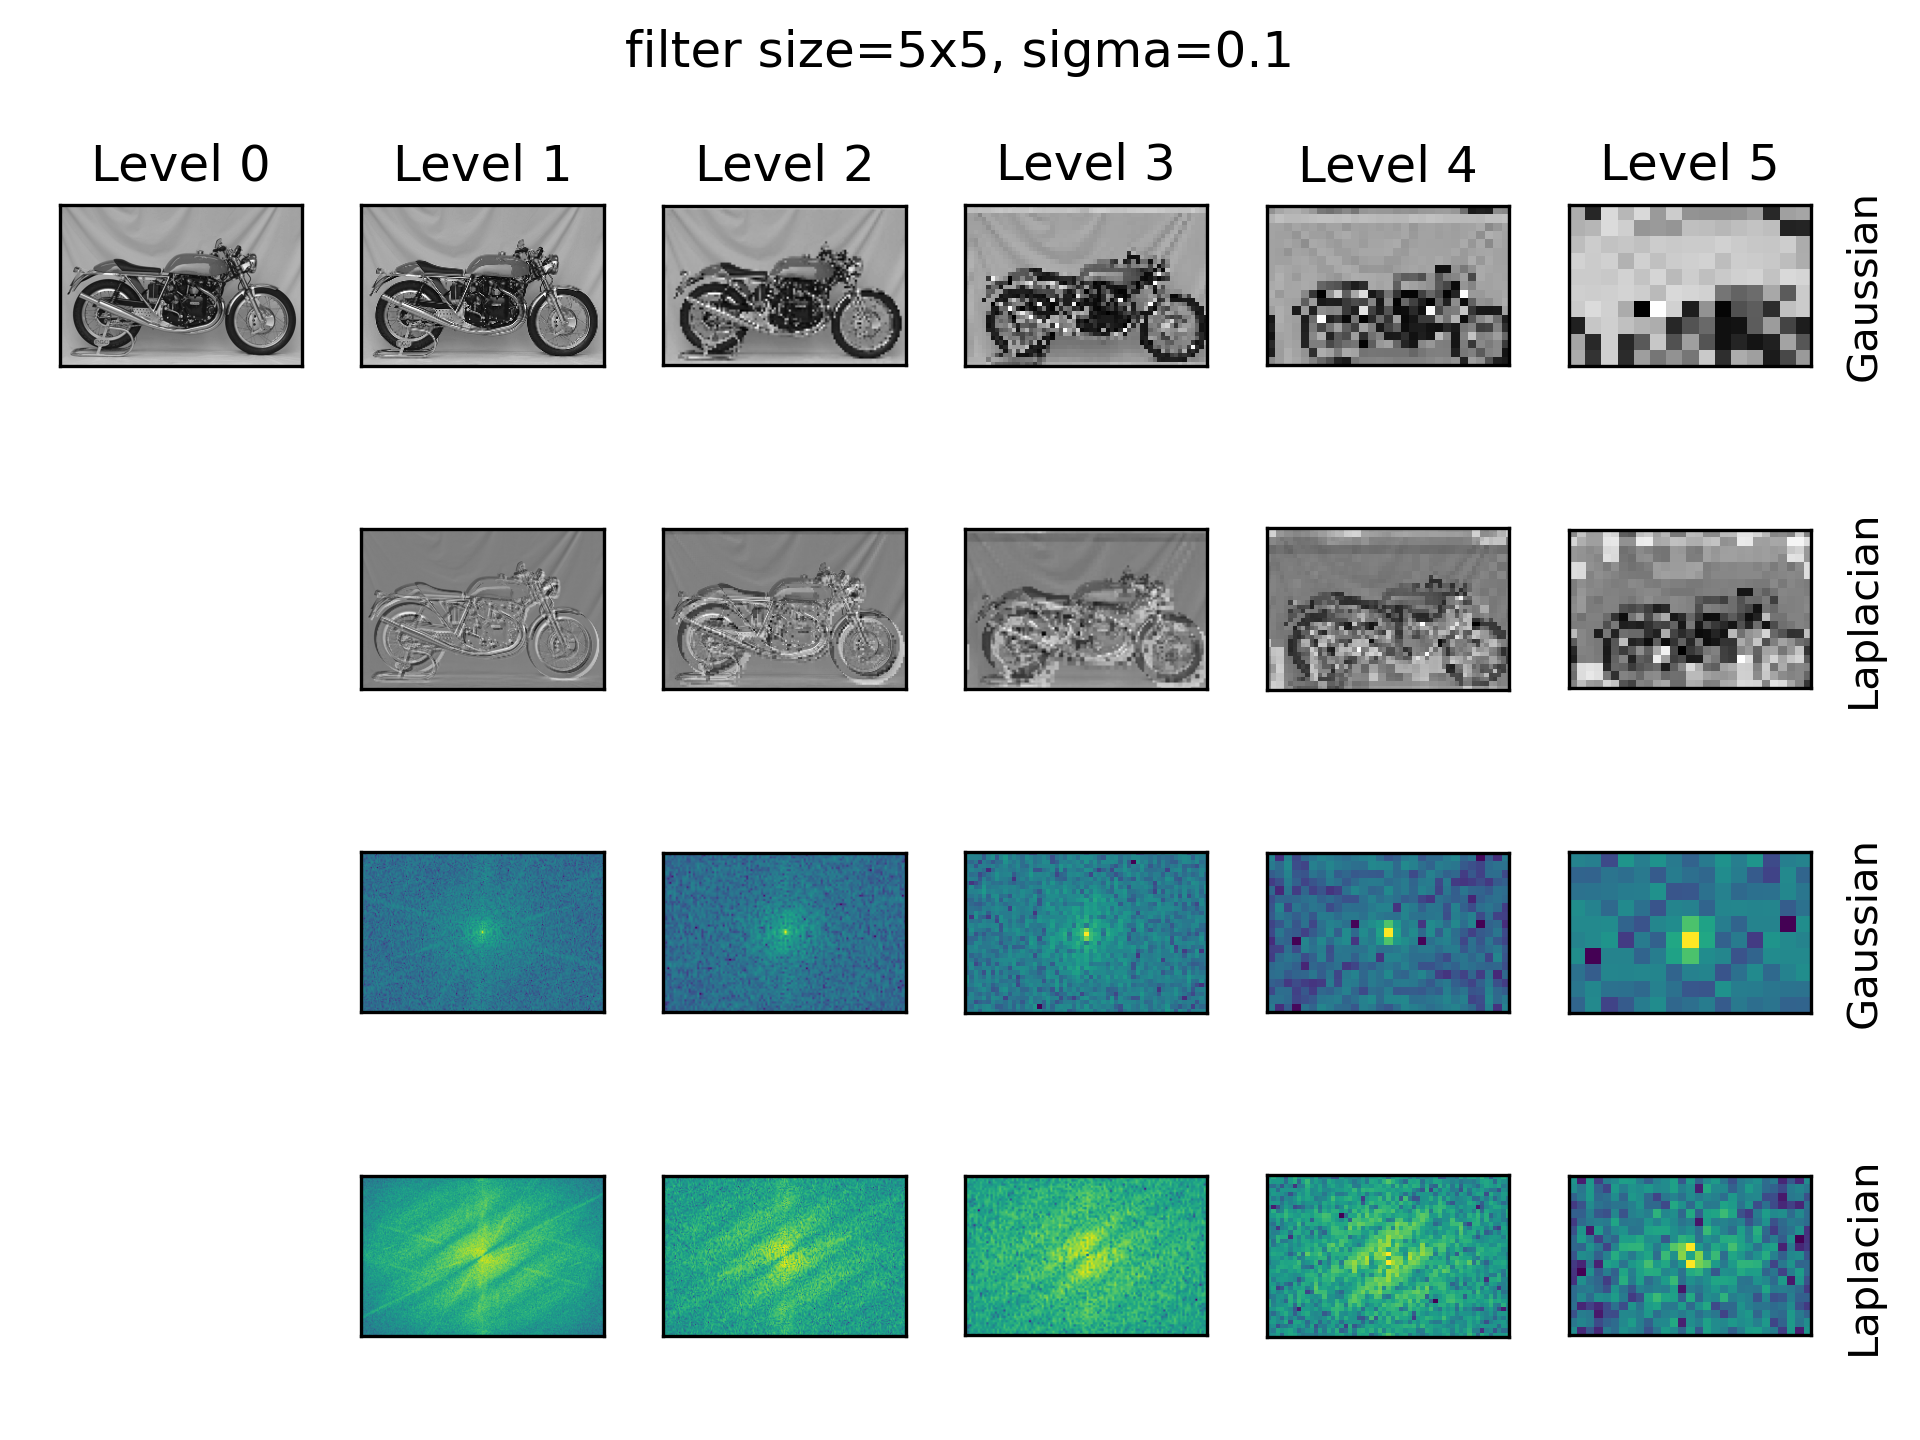 filter size=5x5, sigma=0.1
Level 0
Level 1
Level 2
Level 3
Level 4
Level 5
Gaussian
Laplacian
Gaussian
Laplacian